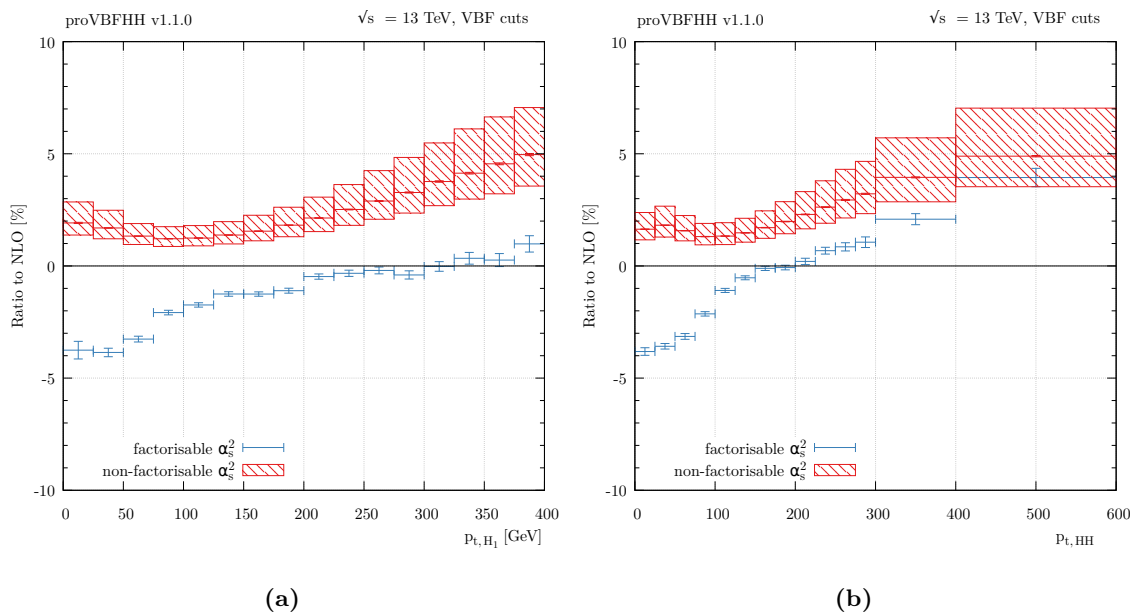 proVBFHH v1.1.0 √s = 13 TeV, VBF cuts
10
5
0
-5
-10
Ratio to NLO [%]
factorisable α_s^2
non-factorisable α_s^2
0 50 100 150 200 250 300 350 400
p_{t,H_1} [GeV]
(a)
proVBFHH v1.1.0 √s = 13 TeV, VBF cuts
10
5
0
-5
-10
Ratio to NLO [%]
factorisable α_s^2
non-factorisable α_s^2
0 100 200 300 400 500 600
p_{t,HH}
(b)